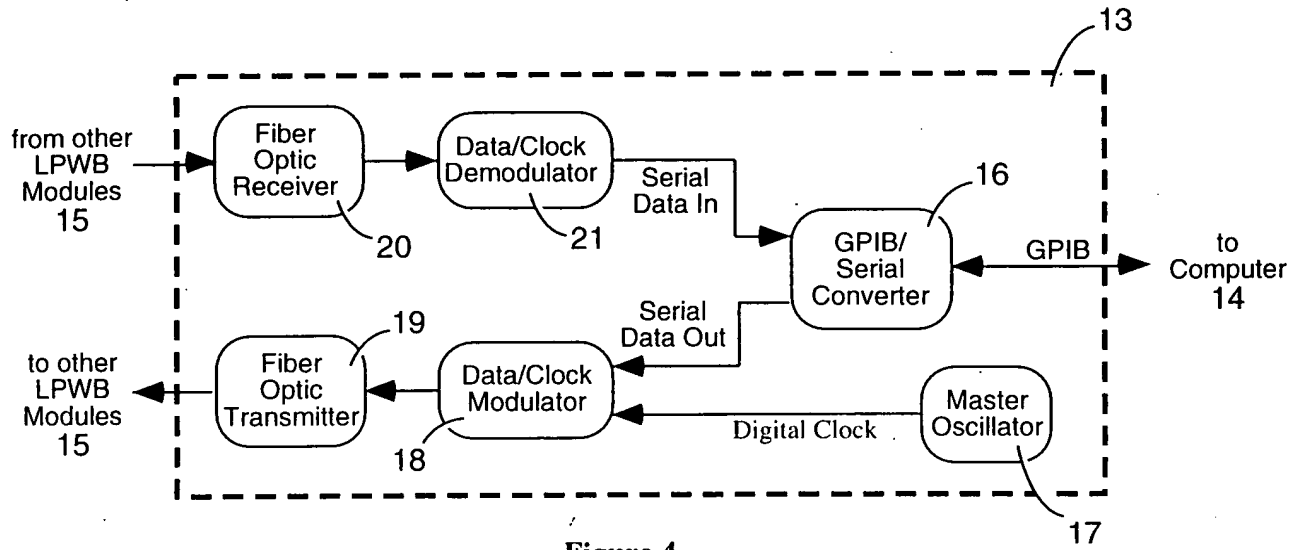 13
from other
LPWB
Modules
15
Fiber
Optic
Receiver
20
Data/Clock
Demodulator
21
Serial
Data In
16
GPIB/
Serial
Converter
GPIB
to
Computer
14
Serial
Data Out
to other
LPWB
Modules
15
19
Fiber
Optic
Transmitter
Data/Clock
Modulator
18
Digital Clock
Master
Oscillator
17
Figure 4